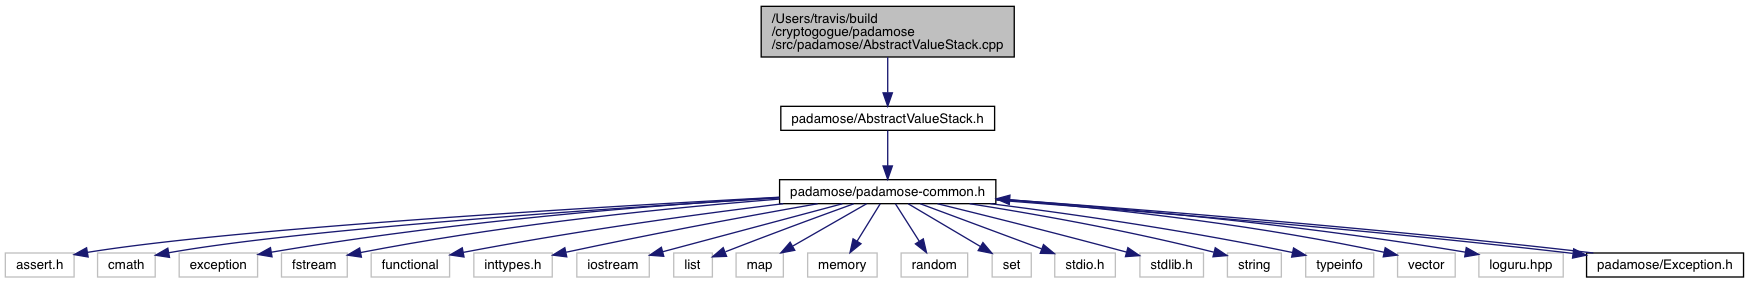 /Users/travis/build
/cryptogogue/padamose
/src/padamose/AbstractValueStack.cpp
padamose/AbstractValueStack.h
padamose/padamose-common.h
assert.h
cmath
exception
fstream
functional
inttypes.h
iostream
list
map
memory
random
set
stdio.h
stdlib.h
string
typeinfo
vector
loguru.hpp
padamose/Exception.h